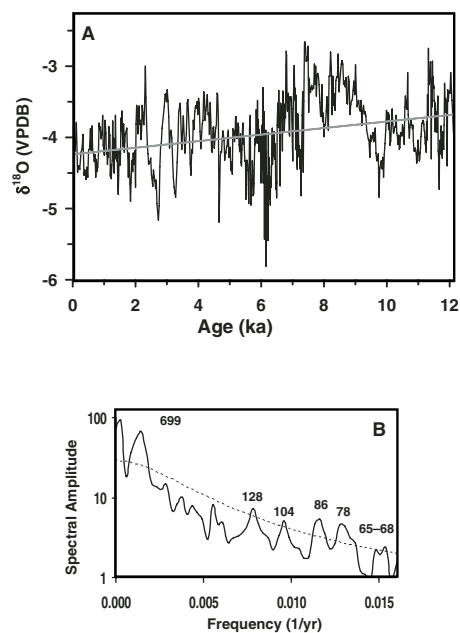 A
-3
-4
-5
-6
δ18O (VPDB)
0 2 4 6 8 10 12
Age (ka)
B
100
10
1
Spectral Amplitude
699
128
104
86
78
65–68
0.000 0.005 0.010 0.015
Frequency (1/yr)